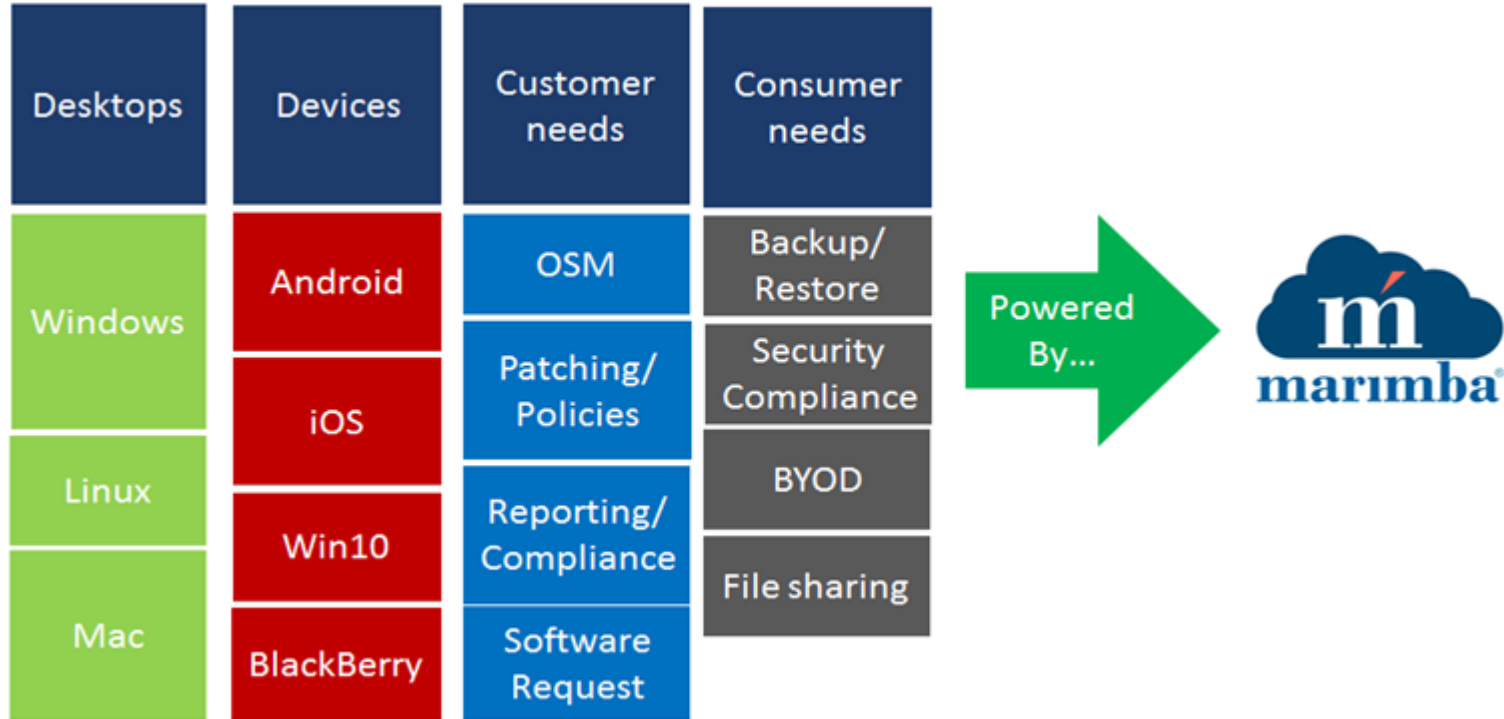 Desktops
Windows
Linux
Mac
Devices
Android
iOS
Win10
BlackBerry
Customer
needs
OSM
Patching/
Policies
Reporting/
Compliance
Software
Request
Consumer
needs
Backup/
Restore
Security
Compliance
BYOD
File sharing
Powered
By...
ḿ
marımba®